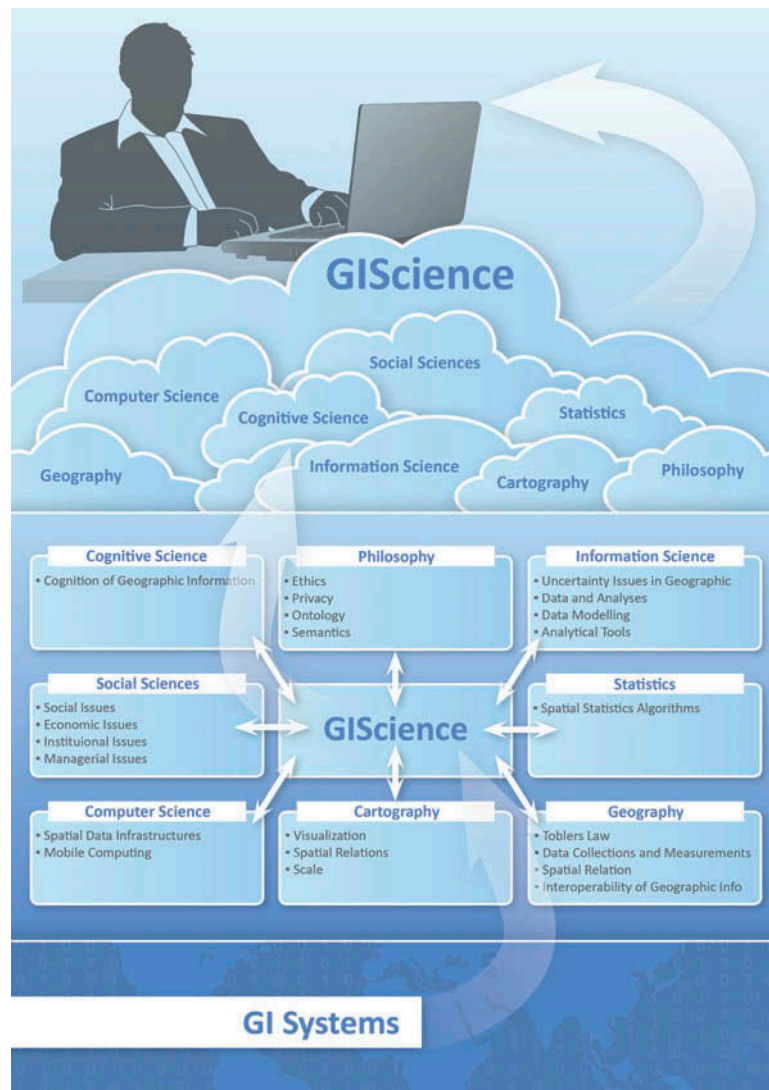 GIScience
Social Sciences
Computer Science
Cognitive Science
Statistics
Geography
Information Science
Cartography
Philosophy
Cognitive Science
▪ Cognition of Geographic Information
Philosophy
▪ Ethics
▪ Privacy
▪ Ontology
▪ Semantics
Information Science
▪ Uncertainty Issues in Geographic
▪ Data and Analyses
▪ Data Modelling
▪ Analytical Tools
Social Sciences
▪ Social Issues
▪ Economic Issues
▪ Instituional Issues
▪ Managerial Issues
GIScience
Statistics
▪ Spatial Statistics Algorithms
Computer Science
▪ Spatial Data Infrastructures
▪ Mobile Computing
Cartography
▪ Visualization
▪ Spatial Relations
▪ Scale
Geography
▪ Toblers Law
▪ Data Collections and Measurements
▪ Spatial Relation
▪ Interoperability of Geographic Info
GI Systems